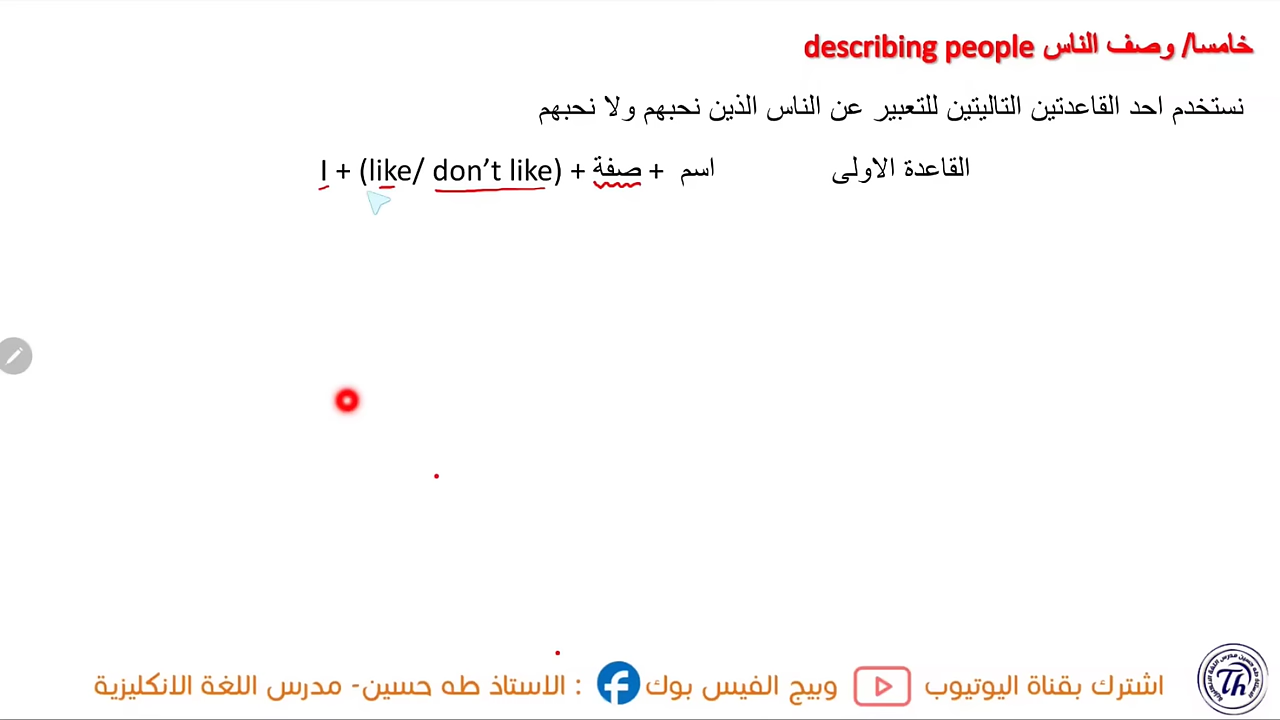 خامسا/ وصف الناس describing people
نستخدم احد القاعدتين التاليتين للتعبير عن الناس الذين نحبهم ولا نحبهم
القاعدة الاولى I + (like/ don’t like) + صفة + اسم
اشترك بقناة اليوتيوب وبيج الفيس بوك : الاستاذ طه حسين- مدرس اللغة الانكليزية
Th